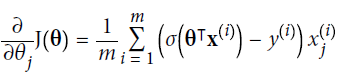 ∂/∂θ_j J(θ) = 1/m ∑_{i = 1}^{m} (σ(θ^⊺ x^{(i)}) − y^{(i)}) x_j^{(i)}